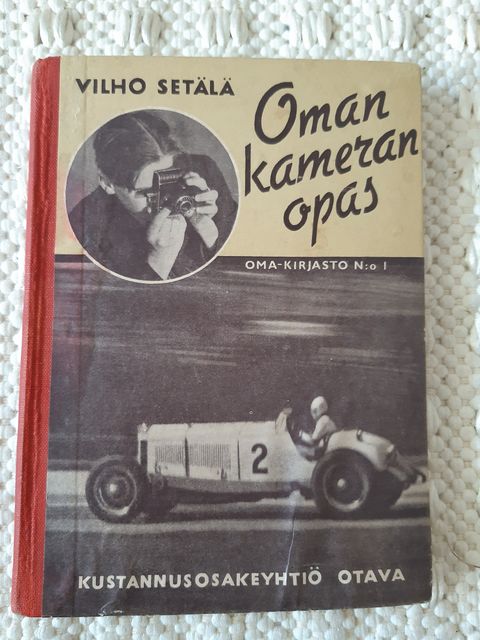 VILHO SETÄLÄ
Oman
kameran
opas
OMA-KIRJASTO N:o 1
2
KUSTANNUSOSAKEYHTIÖ OTAVA